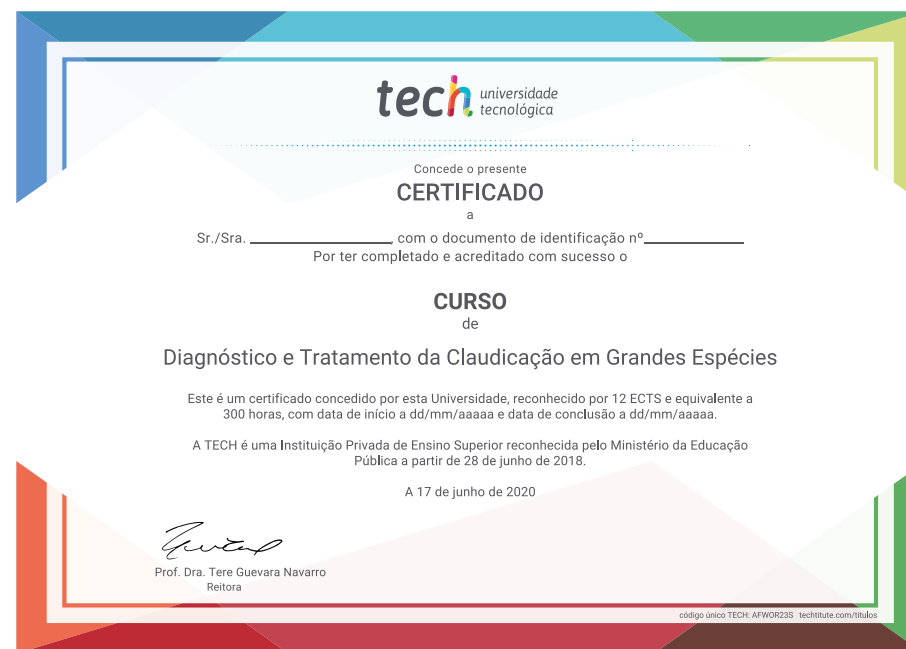 tech universidade
tecnológica
Concede o presente
CERTIFICADO
a
Sr./Sra. ____________________, com o documento de identificação nº______________
Por ter completado e acreditado com sucesso o
CURSO
de
Diagnóstico e Tratamento da Claudicação em Grandes Espécies
Este é um certificado concedido por esta Universidade, reconhecido por 12 ECTS e equivalente a
300 horas, com data de início a dd/mm/aaaaa e data de conclusão a dd/mm/aaaaa.
A TECH é uma Instituição Privada de Ensino Superior reconhecida pelo Ministério da Educação
Pública a partir de 28 de junho de 2018.
A 17 de junho de 2020
Prof. Dra. Tere Guevara Navarro
Reitora
código único TECH: AFWOR23S techtitute.com/titulos